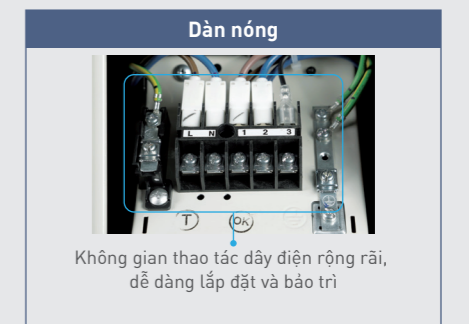 Dàn nóng
L N 1 2 3
T OK
Không gian thao tác dây điện rộng rãi,
dễ dàng lắp đặt và bảo trì